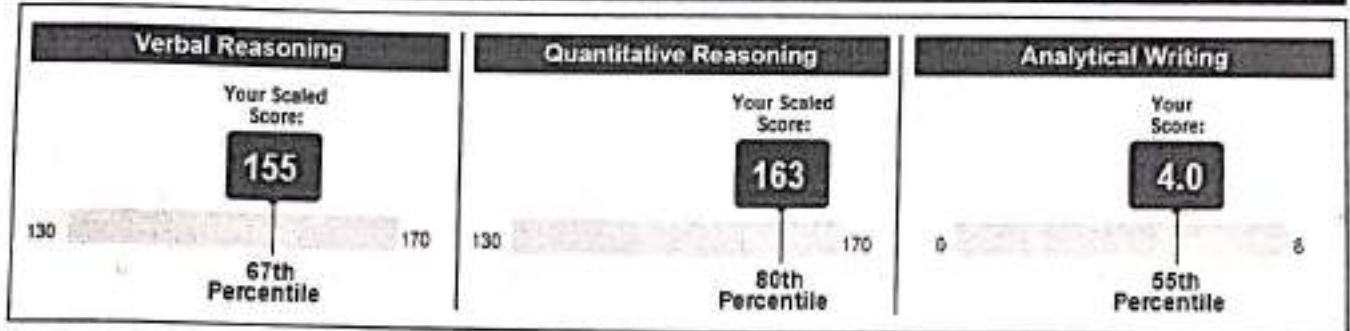 Verbal Reasoning
Your Scaled
Score:
155
130
170
67th
Percentile
Quantitative Reasoning
Your Scaled
Score:
163
130
170
80th
Percentile
Analytical Writing
Your
Score:
4.0
0
6
55th
Percentile